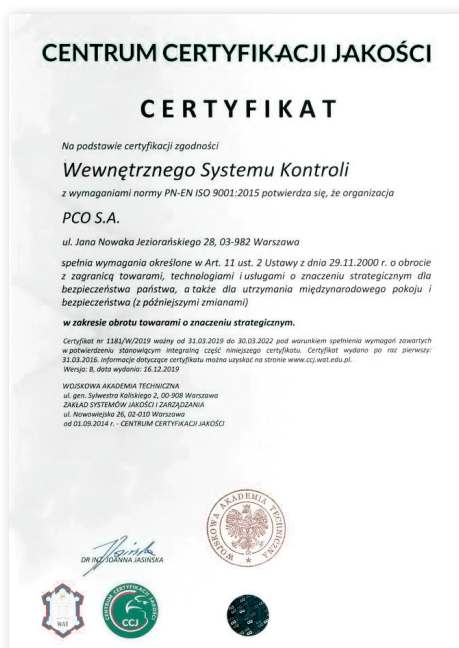 CENTRUM CERTYFIKACJI JAKOŚCI
CERTYFIKAT
Na podstawie certyfikacji zgodności
Wewnętrznego Systemu Kontroli
z wymaganiami normy PN-EN ISO 9001:2015 potwierdza się, że organizacja
PCO S.A.
ul. Jana Nowaka Jeziorańskiego 28, 03-982 Warszawa
spełnia wymagania określone w Art. 11 ust. 2 Ustawy z dnia 29.11.2000 r. o obrocie
z zagranicą towarami, technologiami i usługami o znaczeniu strategicznym dla
bezpieczeństwa państwa, a także dla utrzymania międzynarodowego pokoju i
bezpieczeństwa (z późniejszymi zmianami)
w zakresie obrotu towarami o znaczeniu strategicznym.
Certyfikat nr 1181/W/2019 ważny od 31.03.2019 do 30.03.2022 pod warunkiem spełnienia wymagań zawartych
w potwierdzeniu stanowiącym integralną część niniejszego certyfikatu. Certyfikat wydano po raz pierwszy:
31.03.2016. Informacje dotyczące certyfikatu można uzyskać na stronie www.ccj.wat.edu.pl.
Wersja: B, data wydania: 16.12.2019
WOJSKOWA AKADEMIA TECHNICZNA
ul. gen. Sylwestra Kaliskiego 2, 00-908 Warszawa
ZAKŁAD SYSTEMÓW JAKOŚCI I ZARZĄDZANIA
ul. Nowowiejska 26, 02-010 Warszawa
od 01.09.2014 r. - CENTRUM CERTYFIKACJI JAKOŚCI
WOJSKOWA AKADEMIA TECHNICZNA
DR INŻ. JOANNA JASIŃSKA
WAT
CENTRUM CERTYFIKACJI JAKOŚCI
CCJ